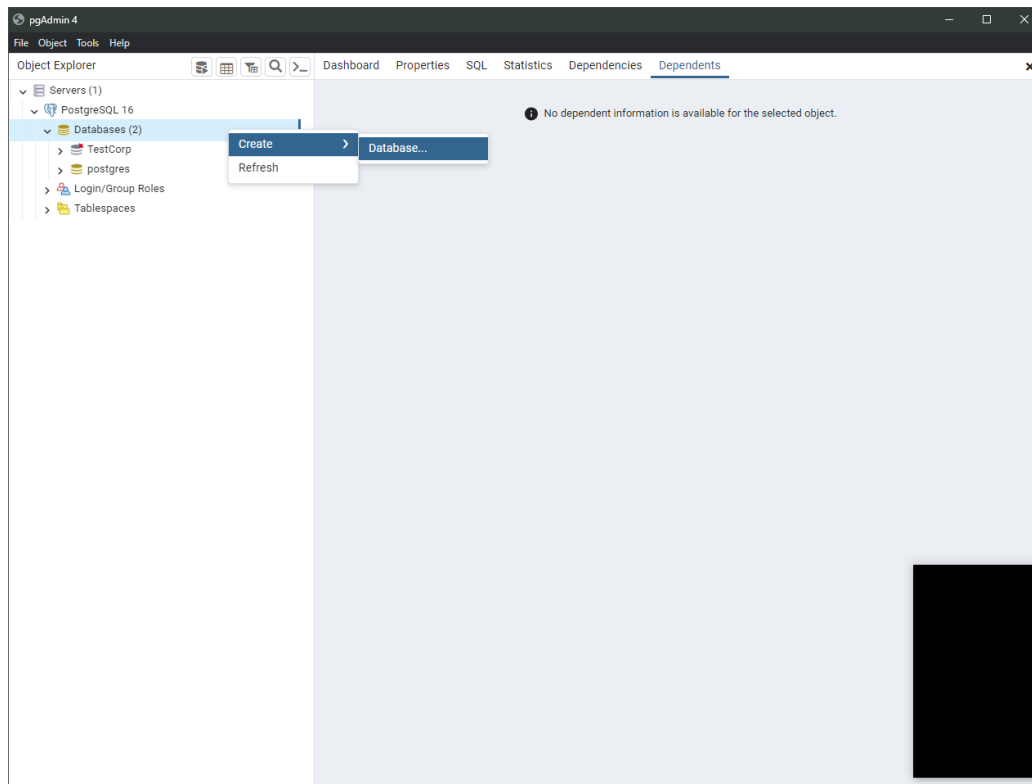 pgAdmin 4
File Object Tools Help
Object Explorer
Dashboard Properties SQL Statistics Dependencies Dependents
Servers (1)
PostgreSQL 16
Databases (2)
TestCorp
postgres
Login/Group Roles
Tablespaces
Create
Refresh
Database...
No dependent information is available for the selected object.